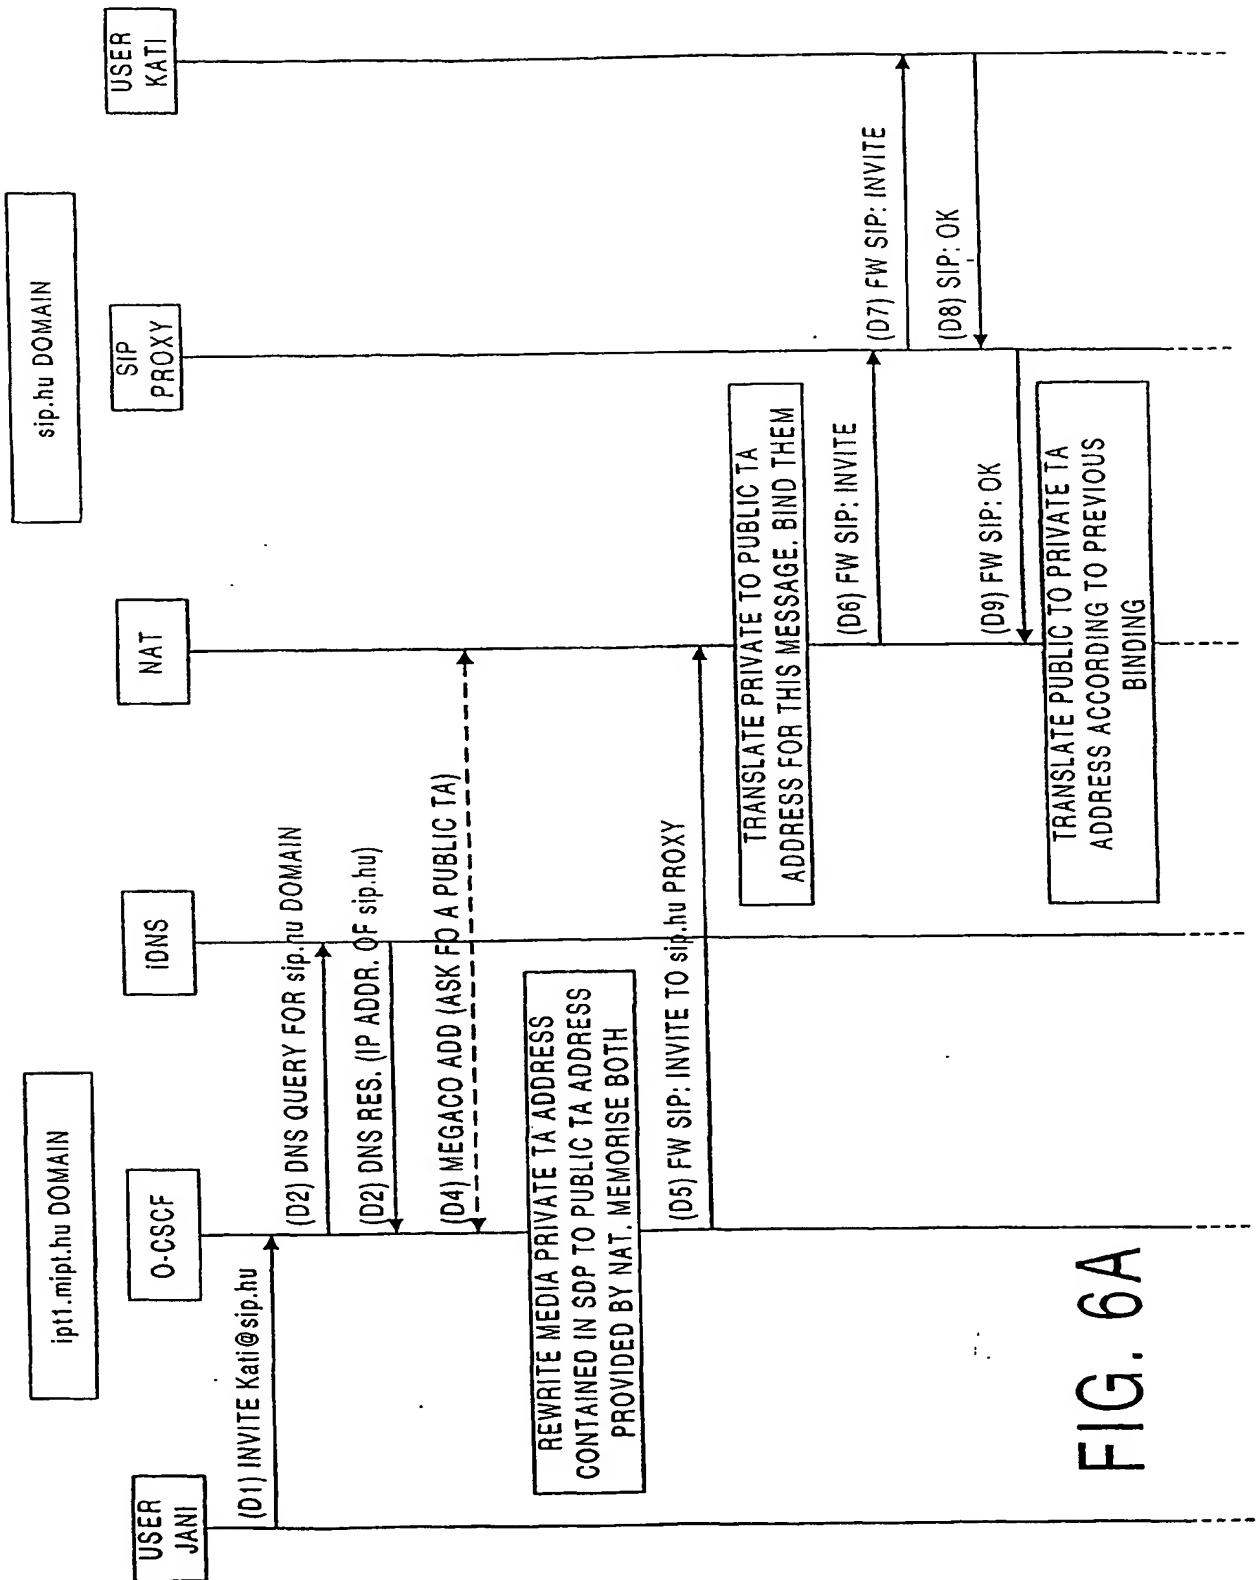 ipt1.mipt.hu DOMAIN
sip.hu DOMAIN
USER
JANI
O-CSCF
iDNS
NAT
SIP
PROXY
USER
KATI
(D1) INVITE Kati@sip.hu
(D2) DNS QUERY FOR sip.hu DOMAIN
(D2) DNS RES. (IP ADDR. OF sip.hu)
(D4) MEGACO ADD (ASK FO A PUBLIC TA)
REWRITE MEDIA PRIVATE TA ADDRESS
CONTAINED IN SDP TO PUBLIC TA ADDRESS
PROVIDED BY NAT. MEMORISE BOTH
(D5) FW SIP: INVITE TO sip.hu PROXY
TRANSLATE PRIVATE TO PUBLIC TA
ADDRESS FOR THIS MESSAGE. BIND THEM
(D6) FW SIP: INVITE
(D7) FW SIP: INVITE
(D8) SIP: OK
(D9) FW SIP: OK
TRANSLATE PUBLIC TO PRIVATE TA
ADDRESS ACCORDING TO PREVIOUS
BINDING
FIG. 6A